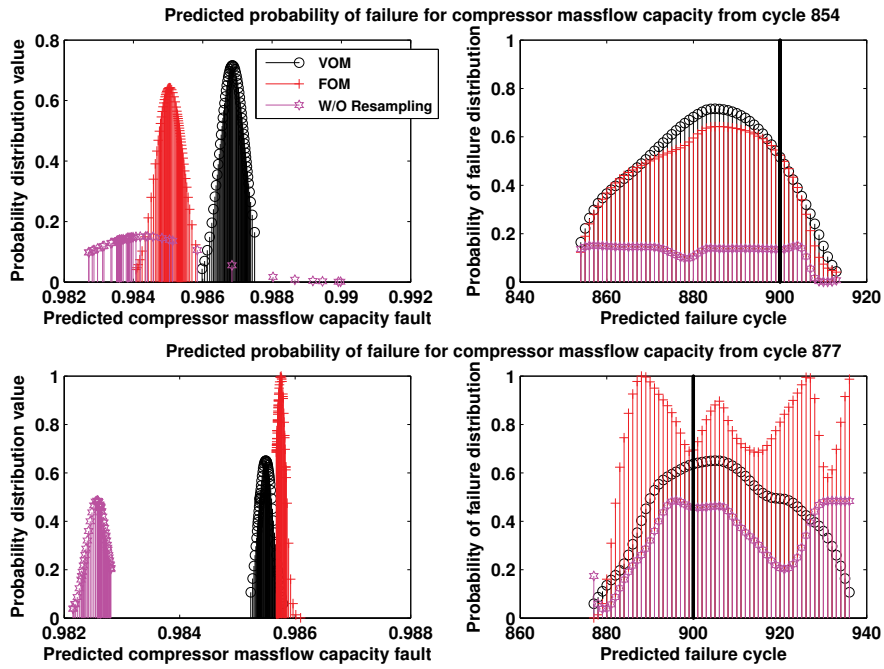 Predicted probability of failure for compressor massflow capacity from cycle 854
Probability distribution value
0.8
0.6
0.4
0.2
0
0.982 0.984 0.986 0.988 0.99 0.992
Predicted compressor massflow capacity fault
VOM
FOM
W/O Resampling
Probability of failure distribution
1
0.8
0.6
0.4
0.2
0
840 860 880 900 920
Predicted failure cycle
Predicted probability of failure for compressor massflow capacity from cycle 877
Probability distribution value
1
0.8
0.6
0.4
0.2
0
0.982 0.984 0.986 0.988
Predicted compressor massflow capacity fault
Probability of failure distribution
1
0.8
0.6
0.4
0.2
0
860 880 900 920 940
Predicted failure cycle